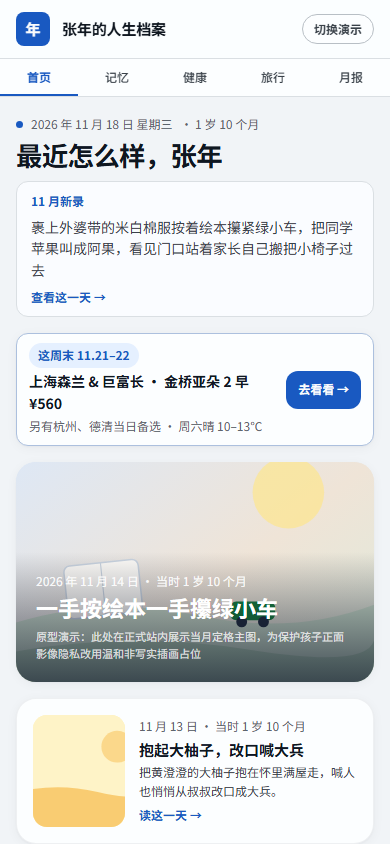 年 张年的人生档案 切换演示
首页 记忆 健康 旅行 月报
2026 年 11 月 18 日 星期三 · 1 岁 10 个月
最近怎么样，张年
11 月新录
裹上外婆带的米白棉服按着绘本攥紧绿小车，把同学
苹果叫成阿果，看见门口站着家长自己搬把小椅子过
去
查看这一天 →
这周末 11.21–22
上海森兰 & 巨富长 · 金桥亚朵 2 早
¥560
去看看 →
另有杭州、德清当日备选 · 周六晴 10–13℃
2026 年 11 月 14 日 · 当时 1 岁 10 个月
一手按绘本一手攥绿小车
原型演示：此处在正式站内展示当月定格主图，为保护孩子正面
影像隐私改用温和非写实插画占位
11 月 13 日 · 当时 1 岁 10 个月
抱起大柚子，改口喊大兵
把黄澄澄的大柚子抱在怀里满屋走，喊人
也悄悄从叔叔改口成大兵。
读这一天 →